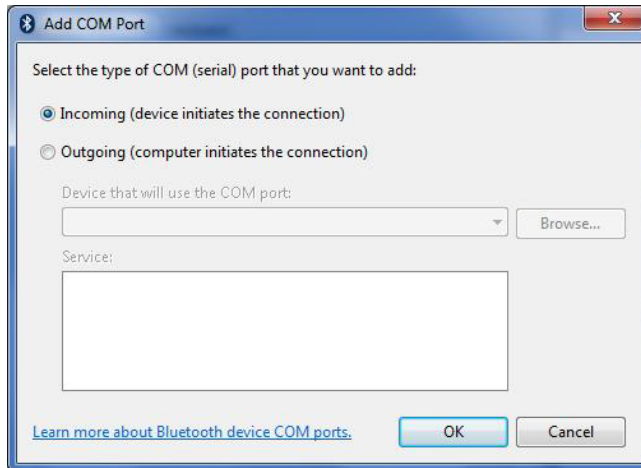 Add COM Port
Select the type of COM (serial) port that you want to add:
Incoming (device initiates the connection)
Outgoing (computer initiates the connection)
Device that will use the COM port:
Browse...
Service:
Learn more about Bluetooth device COM ports.
OK
Cancel